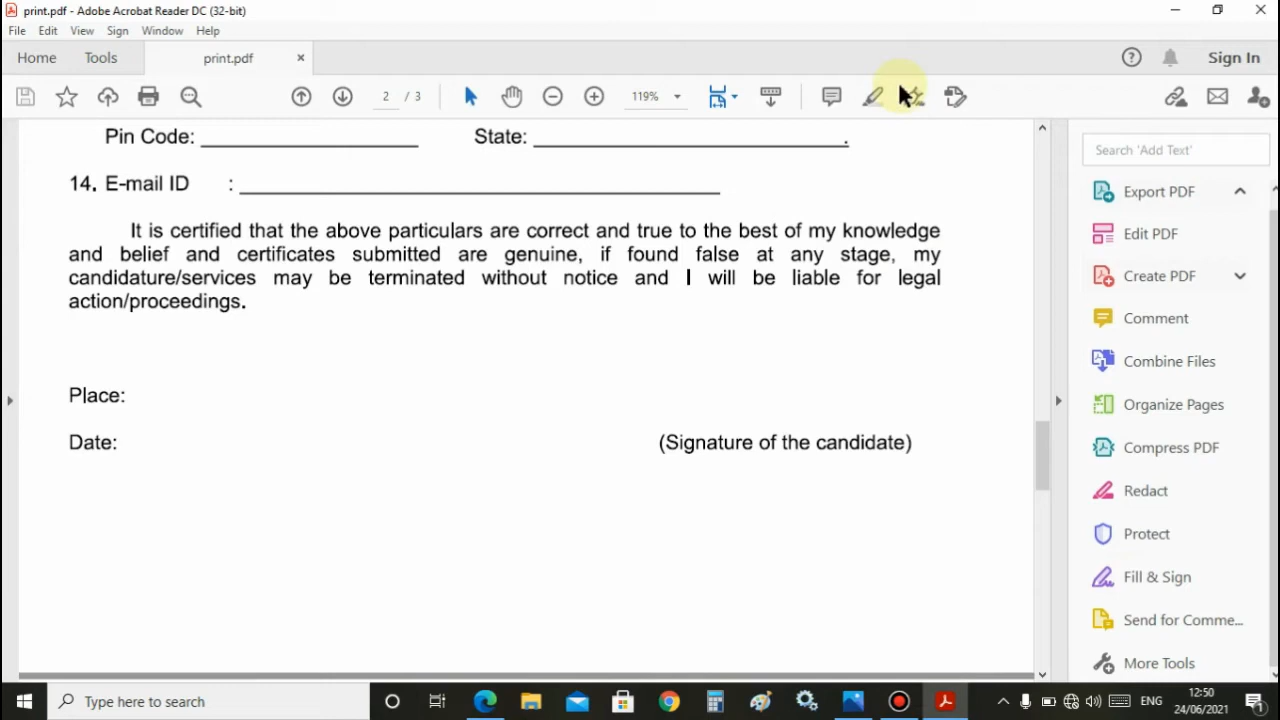 print.pdf - Adobe Acrobat Reader DC (32-bit)
File Edit View Sign Window Help
Home Tools print.pdf Sign In
2 / 3 119%
Search 'Add Text'
Export PDF
Edit PDF
Create PDF
Comment
Combine Files
Organize Pages
Compress PDF
Redact
Protect
Fill & Sign
Send for Comme...
More Tools
Pin Code: ____________________ State: _____________________________.
14. E-mail ID : ____________________________________________
It is certified that the above particulars are correct and true to the best of my knowledge
and belief and certificates submitted are genuine, if found false at any stage, my
candidature/services may be terminated without notice and I will be liable for legal
action/proceedings.
Place:
Date: (Signature of the candidate)
Type here to search
ENG
12:50
24/06/2021
1